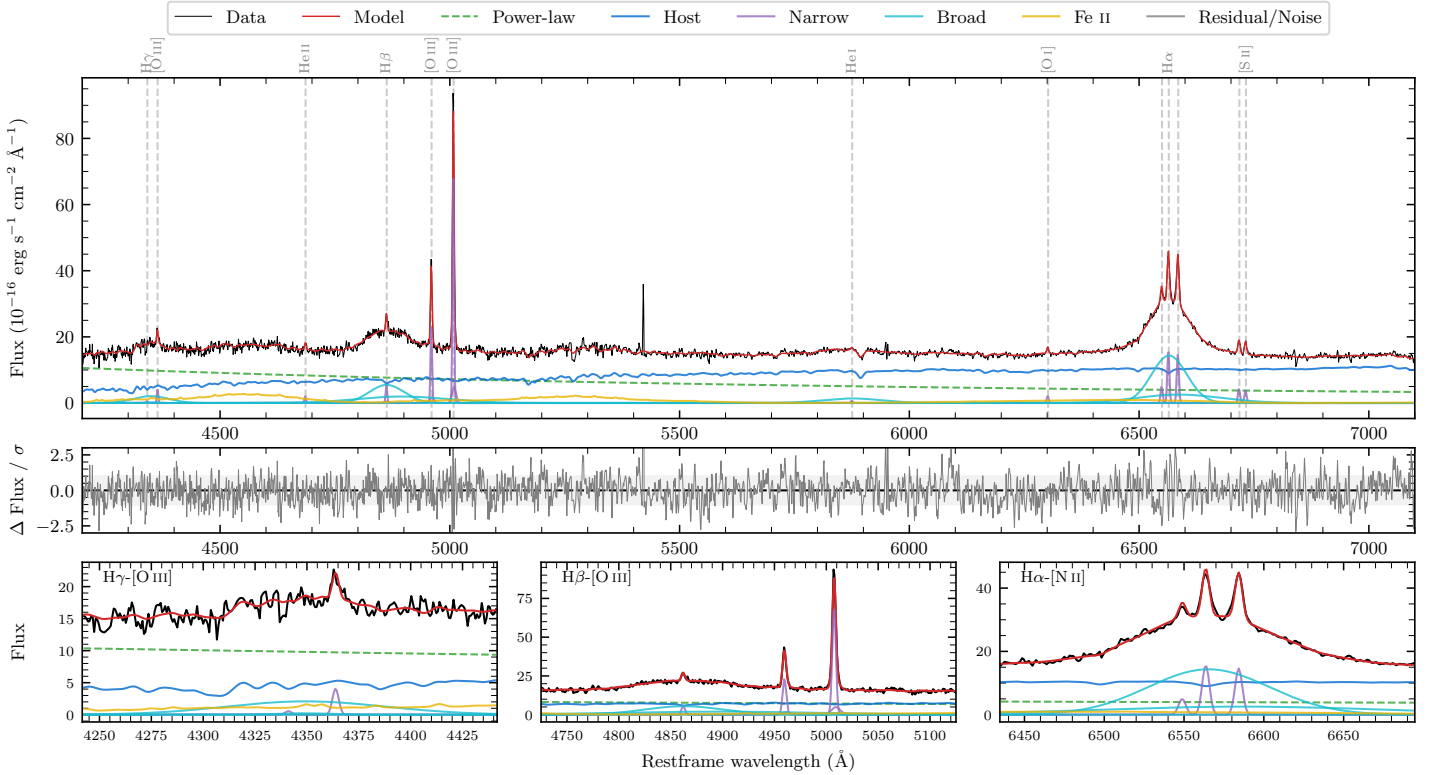 Data Model Power-law Host Narrow Broad Fe II Residual/Noise
Hγ [O III] He II Hβ [O III] [O III] He I [O I] Hα [S II]
Flux (10⁻¹⁶ erg s⁻¹ cm⁻² Å⁻¹)
80
60
40
20
0
4500 5000 5500 6000 6500 7000
Δ Flux / σ
2.5
0.0
−2.5
4500 5000 5500 6000 6500 7000
Hγ-[O III]
Flux
20
15
10
5
0
4250 4275 4300 4325 4350 4375 4400 4425
Hβ-[O III]
75
50
25
0
4750 4800 4850 4900 4950 5000 5050 5100
Hα-[N II]
40
20
0
6450 6500 6550 6600 6650
Restframe wavelength (Å)